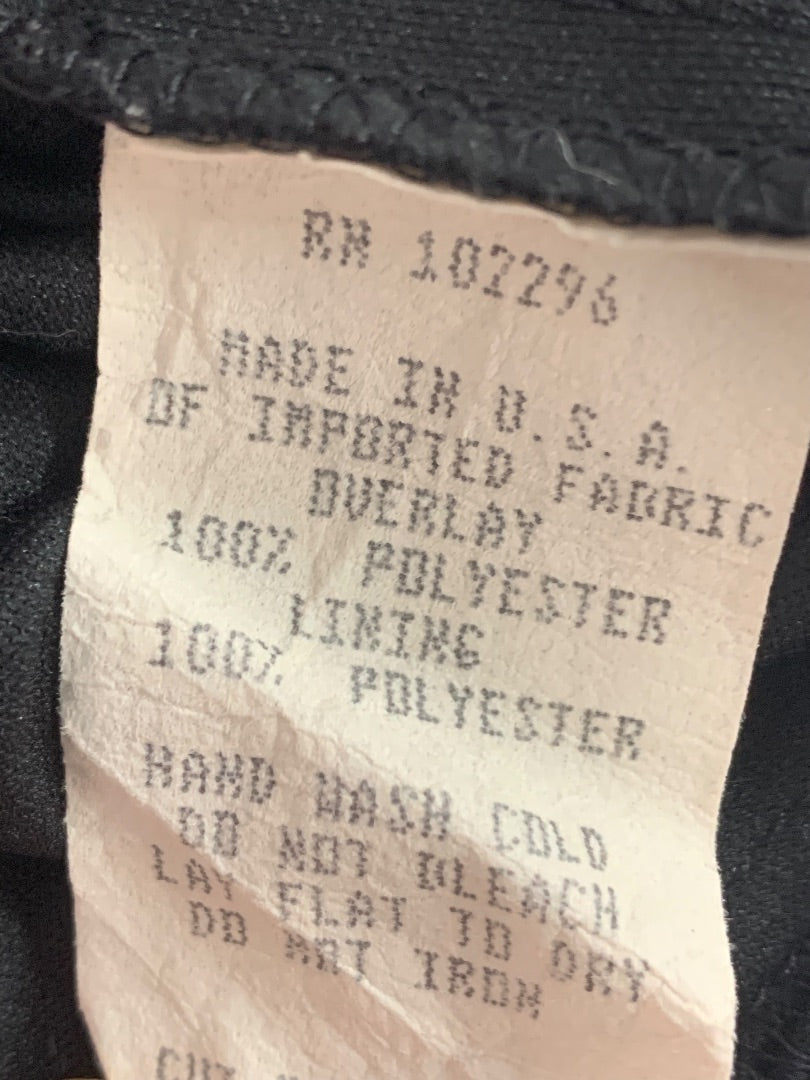 RN 102296
MADE IN U.S.A.
OF IMPORTED FABRIC
OVERLAY
100% POLYESTER
LINING
100% POLYESTER
HAND WASH COLD
DO NOT BLEACH
LAY FLAT TO DRY
DO NOT IRON